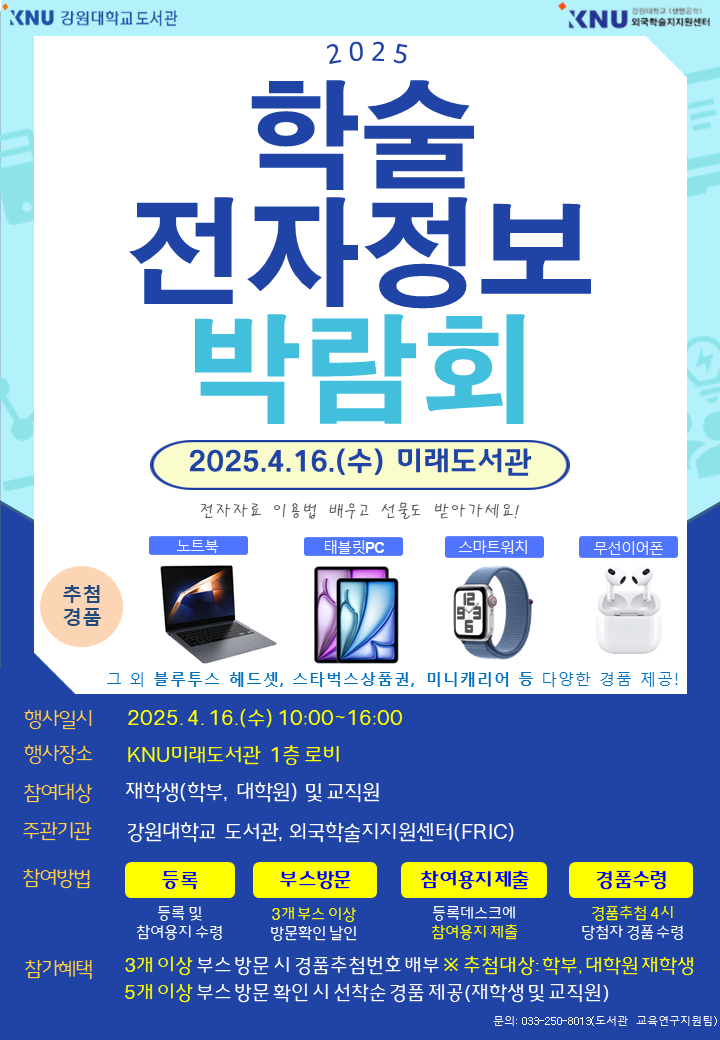 KNU 강원대학교도서관
강원대학교 (생명공학)
KNU 외국학술지지원센터
2025
학술
전자정보
박람회
2025.4.16.(수) 미래도서관
전자자료 이용법 배우고 선물도 받아가세요!
노트북 태블릿PC 스마트워치 무선이어폰
추첨
경품
그 외 블루투스 헤드셋, 스타벅스상품권, 미니캐리어 등 다양한 경품 제공!
행사일시 2025. 4. 16.(수) 10:00~16:00
행사장소 KNU미래도서관 1층 로비
참여대상 재학생(학부, 대학원) 및 교직원
주관기관 강원대학교 도서관, 외국학술지지원센터(FRIC)
참여방법 등록 부스방문 참여용지제출 경품수령
등록 및
참여용지 수령
3개 부스 이상
방문확인 날인
등록데스크에
참여용지 제출
경품추첨 4시
당첨자 경품 수령
참가혜택 3개 이상 부스 방문 시 경품추첨번호 배부 ※ 추첨대상: 학부, 대학원 재학생
5개 이상 부스 방문 확인 시 선착순 경품 제공(재학생 및 교직원)
문의: 033-250-8013(도서관 교육연구지원팀)